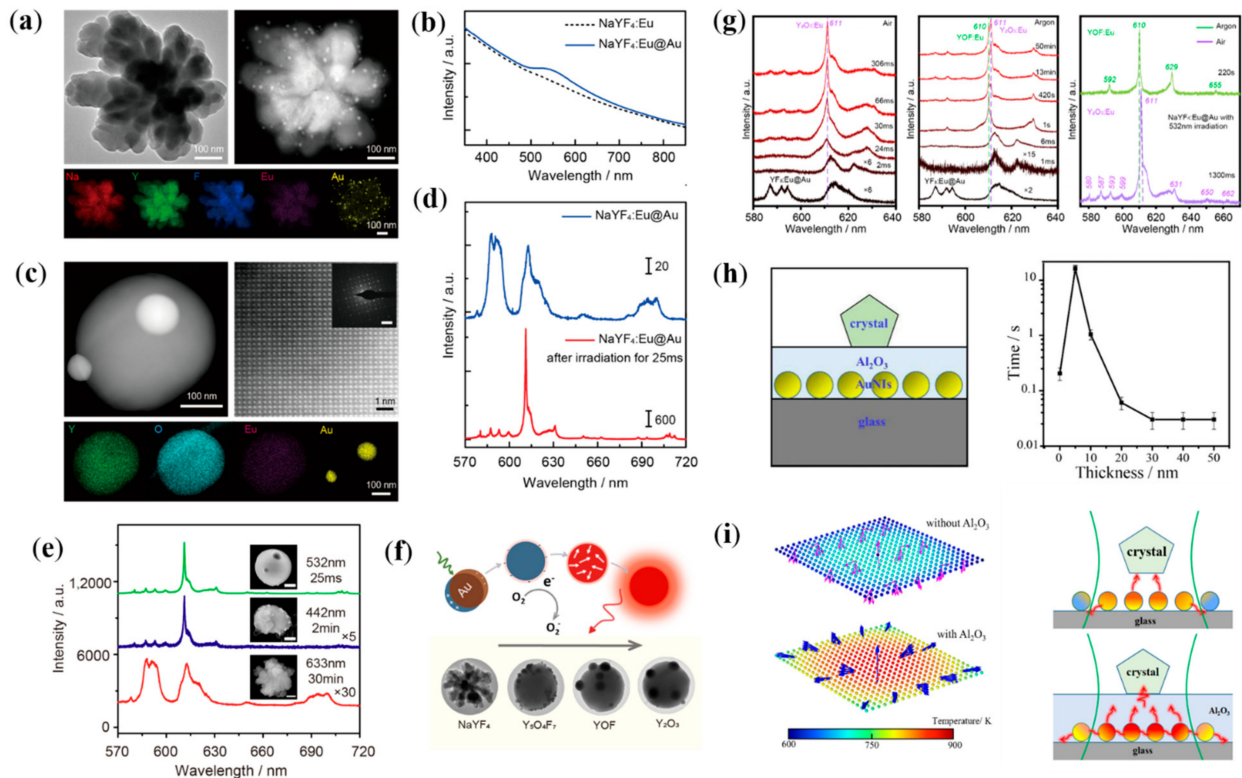 (a)
100 nm
100 nm
Na
Y
F
Eu
Au
100 nm
(b)
Intensity / a.u.
NaYF₄:Eu
NaYF₄:Eu@Au
400
500
600
700
800
Wavelength / nm
(c)
100 nm
1 nm
Y
O
Eu
Au
100 nm
(d)
Intensity / a.u.
NaYF₄:Eu@Au
20
NaYF₄:Eu@Au
after irradiation for 25ms
600
570
600
630
660
690
720
Wavelength / nm
(e)
Intensity / a.u.
1,2000
6000
0
532nm
25ms
442nm
2min
×5
633nm
30min
×30
570
600
630
660
690
720
Wavelength / nm
(f)
Au
O₂
e⁻
O₂⁻
NaYF₄
Y₅O₄F₇
YOF
Y₂O₃
(g)
Intensity / a.u.
Y₂O₃:Eu
611
Air
306ms
66ms
30ms
24ms
×6
2ms
YF₃:Eu@Au
×6
580
600
620
640
Wavelength / nm
Intensity / a.u.
610
611
YOF:Eu
Y₂O₃:Eu
Argon
50min
13min
420s
1s
6ms
×15
1ms
YF₃:Eu@Au
×2
580
600
620
640
Wavelength / nm
Intensity / a.u.
610
Argon
Air
YOF:Eu
592
629
655
220s
611
Y₂O₃:Eu
NaYF₄:Eu@Au with
532nm irradiation
1300ms
580
587
593
599
631
650
662
580
600
620
640
660
Wavelength / nm
(h)
crystal
Al₂O₃
AuNIs
glass
Time / s
10
1
0.1
0.01
0
10
20
30
40
50
Thickness / nm
(i)
without Al₂O₃
with Al₂O₃
Temperature/ K
600
750
900
crystal
glass
crystal
Al₂O₃
glass